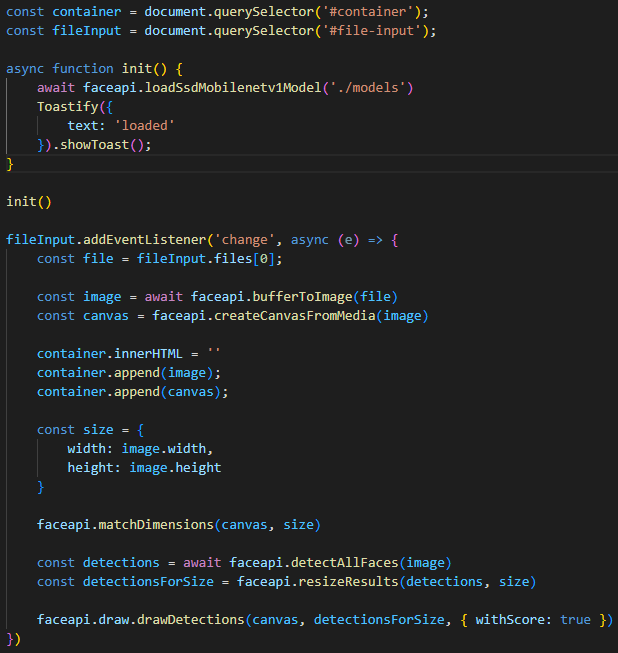 const container = document.querySelector('#container');
const fileInput = document.querySelector('#file-input');

async function init() {
    await faceapi.loadSsdMobilenetv1Model('./models')
    Toastify({
        text: 'loaded'
    }).showToast();
}

init()

fileInput.addEventListener('change', async (e) => {
    const file = fileInput.files[0];

    const image = await faceapi.bufferToImage(file)
    const canvas = faceapi.createCanvasFromMedia(image)

    container.innerHTML = ''
    container.append(image);
    container.append(canvas);

    const size = {
        width: image.width,
        height: image.height
    }

    faceapi.matchDimensions(canvas, size)

    const detections = await faceapi.detectAllFaces(image)
    const detectionsForSize = faceapi.resizeResults(detections, size)

    faceapi.draw.drawDetections(canvas, detectionsForSize, { withScore: true })
})